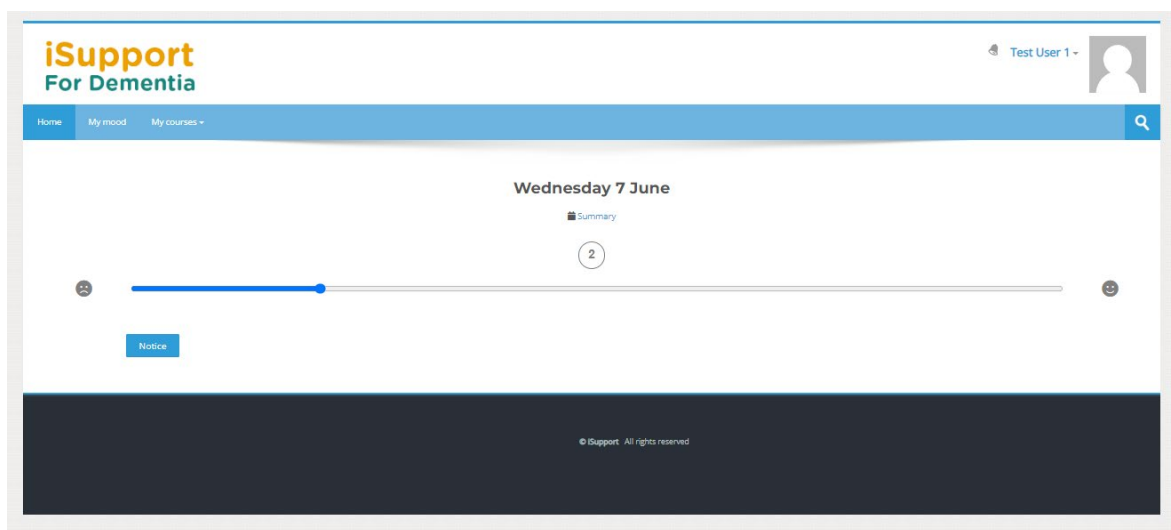 iSupport
For Dementia
Test User 1
Home My mood My courses
Wednesday 7 June
Summary
2
Notice
© iSupport All rights reserved